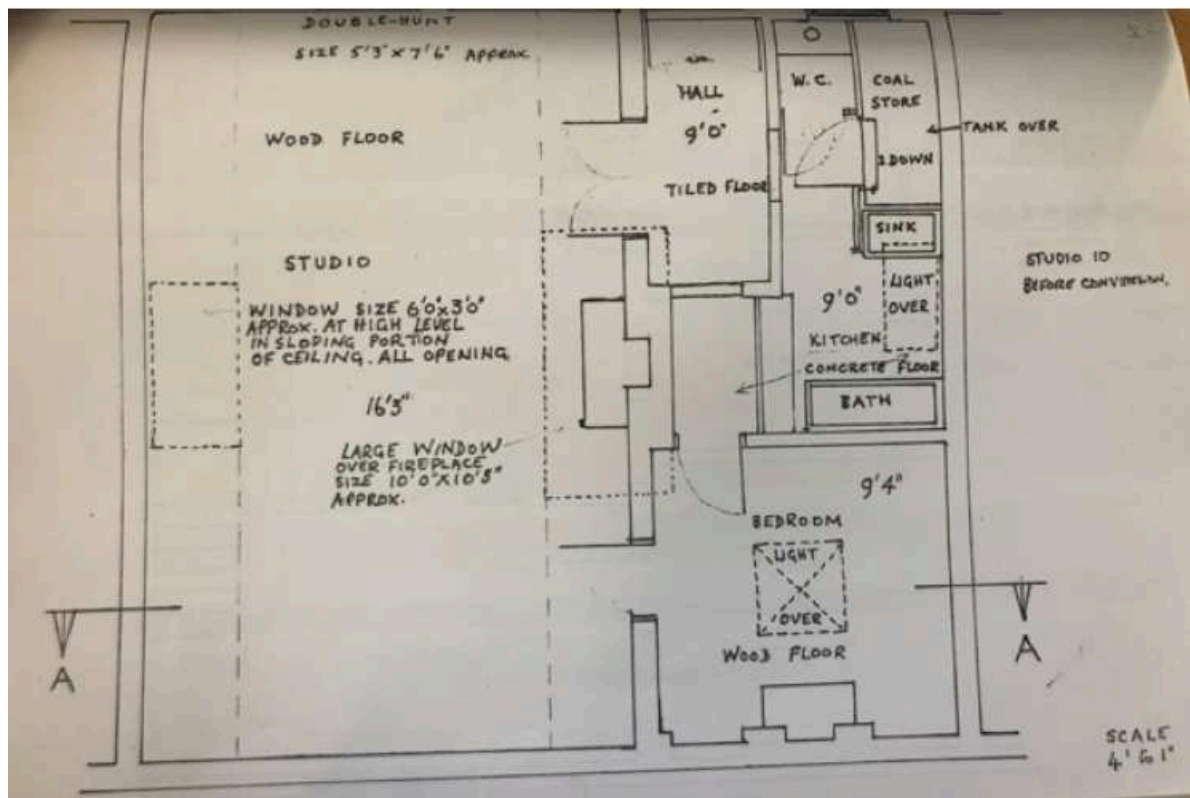 DOUBLE-HUNT
SIZE 5'3" X 7'6" APPROX
WOOD FLOOR
HALL
9'0"
TILED FLOOR
W.C.
COAL
STORE
TANK OVER
2 DOWN
SINK
LIGHT
OVER
9'0"
KITCHEN
CONCRETE FLOOR
BATH
STUDIO 10
BEFORE CONVERSION.
STUDIO
WINDOW SIZE 6'0" X 3'0"
APPROX. AT HIGH LEVEL
IN SLOPING PORTION
OF CEILING. ALL OPENING
16'3"
LARGE WINDOW
OVER FIREPLACE
SIZE 10'0" X 10'5"
APPROX.
9'4"
BEDROOM
LIGHT
OVER
WOOD FLOOR
A
A
SCALE
4' to 1"